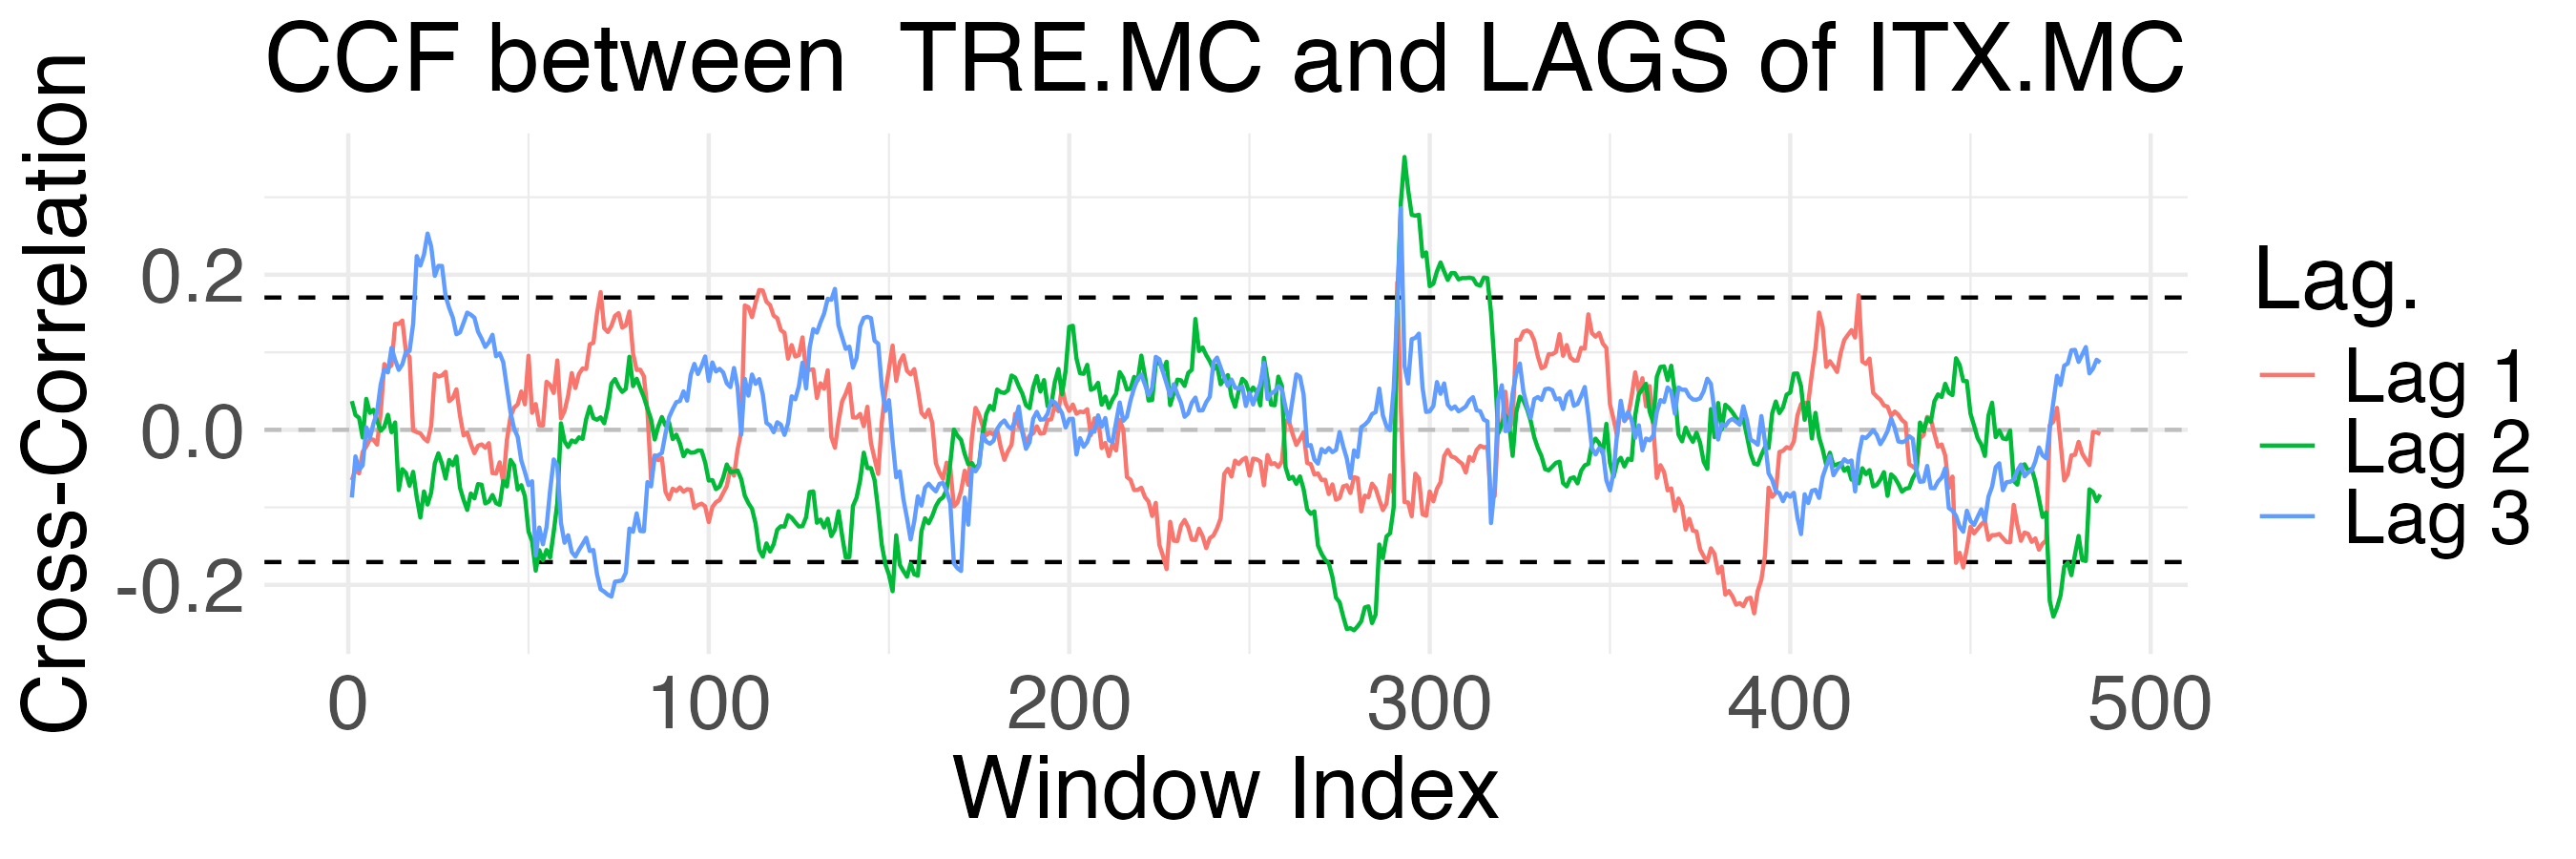 CCF between  TRE.MC and LAGS of ITX.MC
Cross-Correlation
0.2
0.0
-0.2
0 100 200 300 400 500
Window Index
Lag.
Lag 1
Lag 2
Lag 3